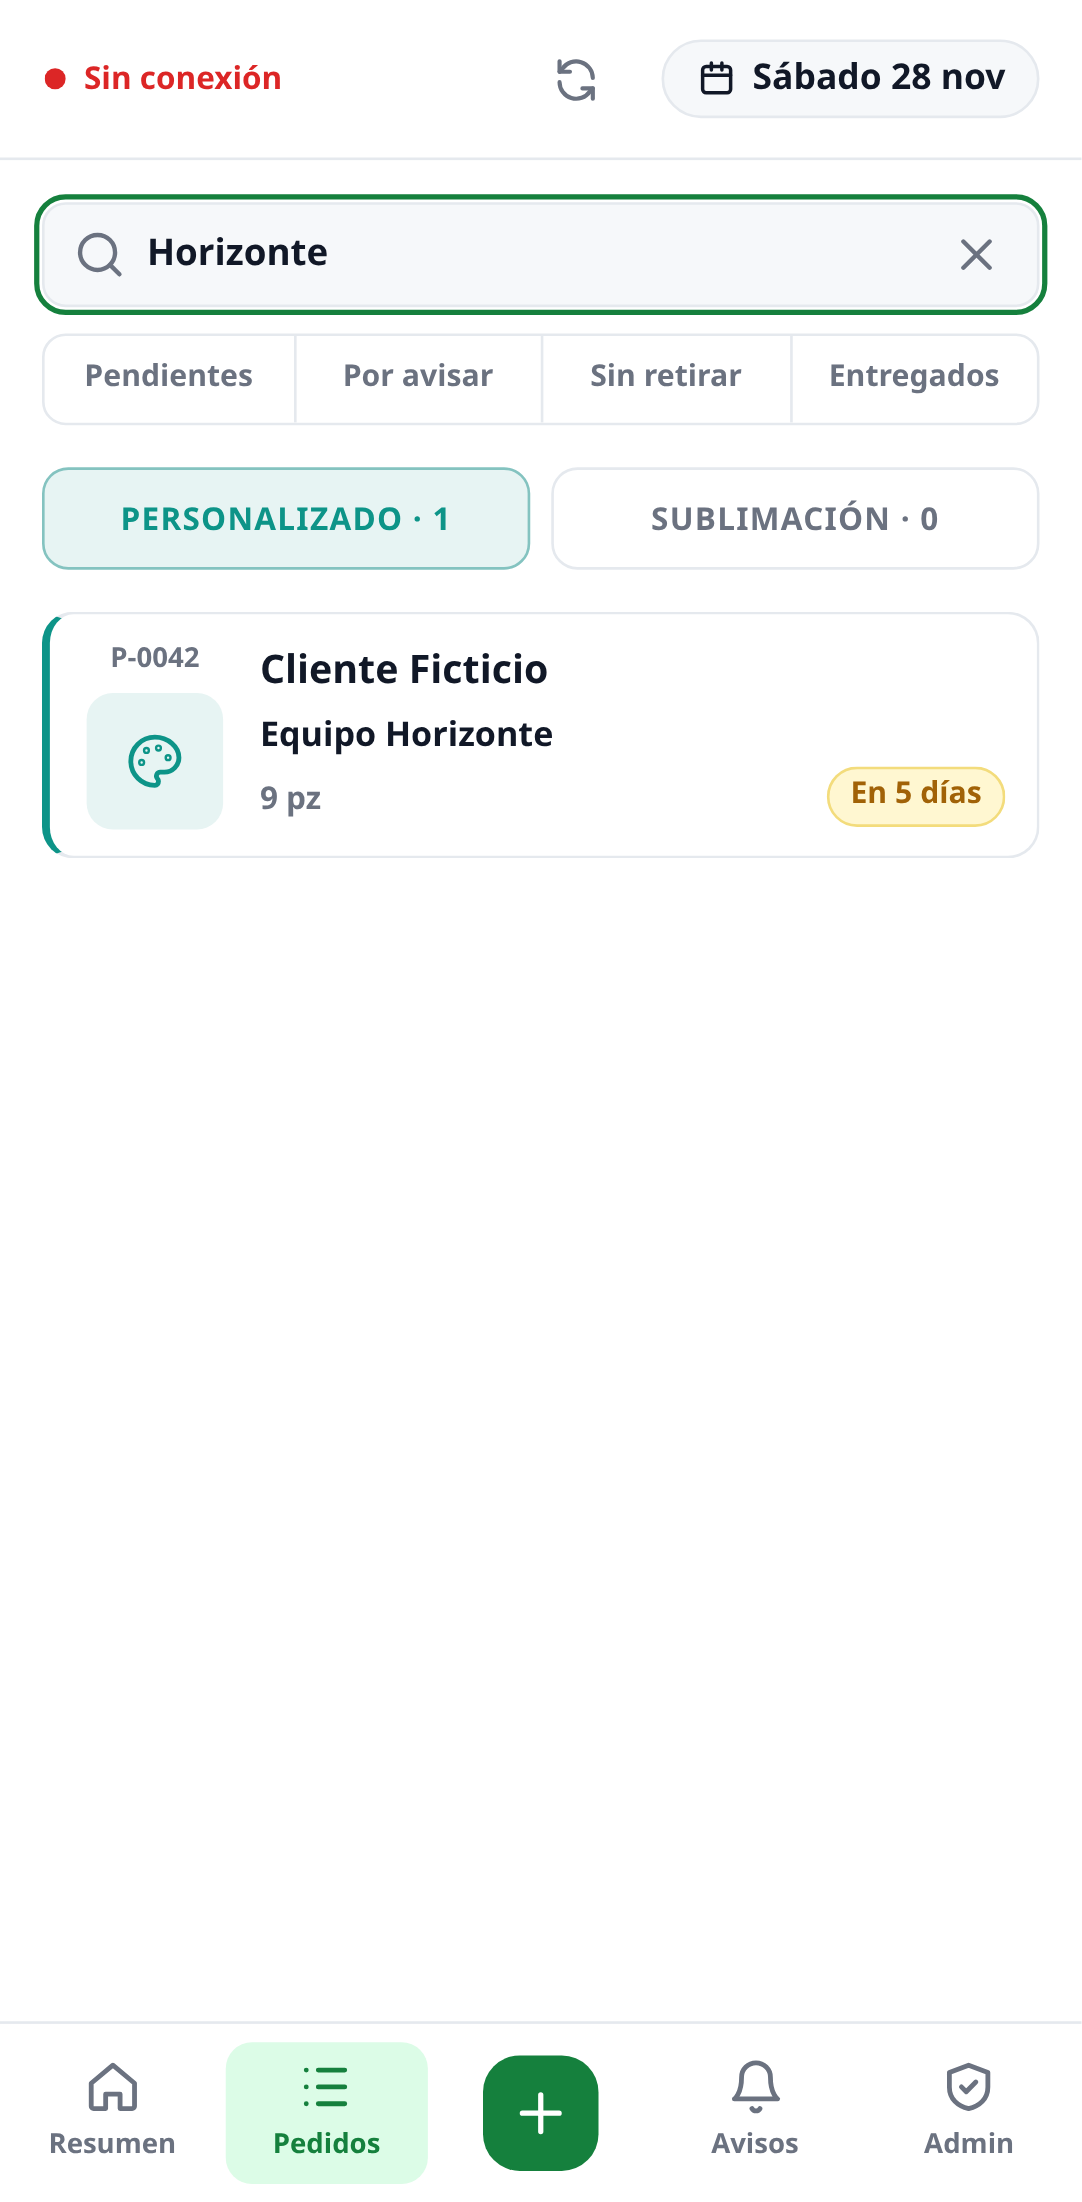 Sin conexión
Sábado 28 nov
Horizonte
Pendientes
Por avisar
Sin retirar
Entregados
PERSONALIZADO · 1
SUBLIMACIÓN · 0
P-0042
Cliente Ficticio
Equipo Horizonte
9 pz
En 5 días
Resumen
Pedidos
Avisos
Admin